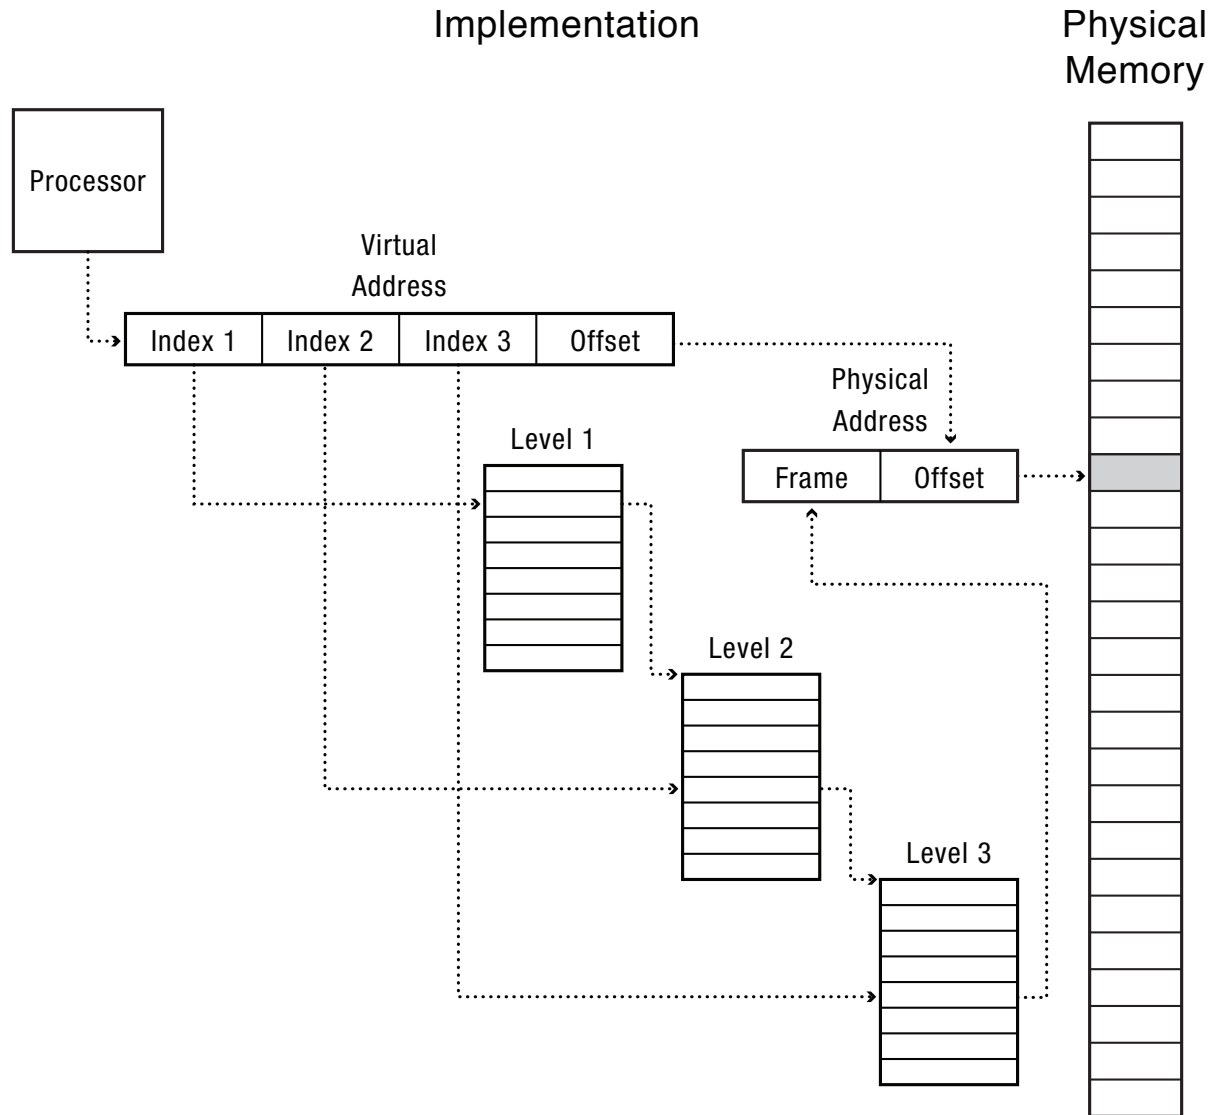 Implementation
Physical
Memory
Processor
Virtual
Address
Index 1 Index 2 Index 3 Offset
Physical
Address
Level 1
Frame Offset
Level 2
Level 3